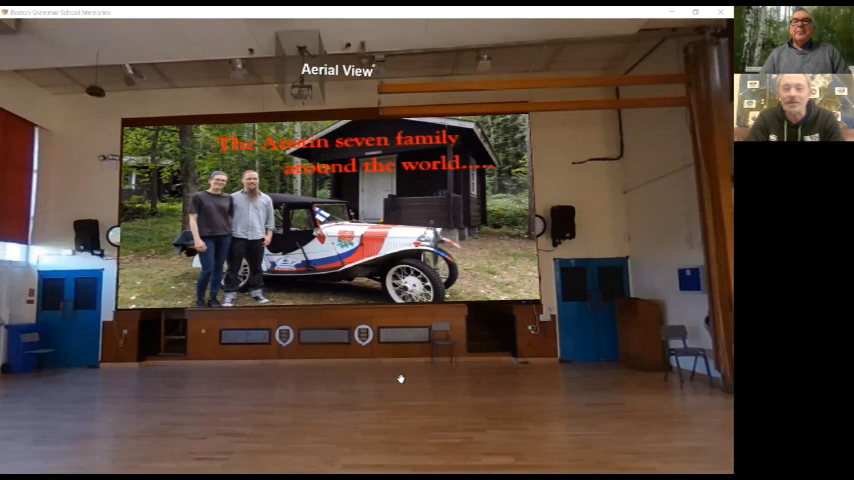 Boston Grammar School Memories
Aerial View
The Austin seven family
around the world.....